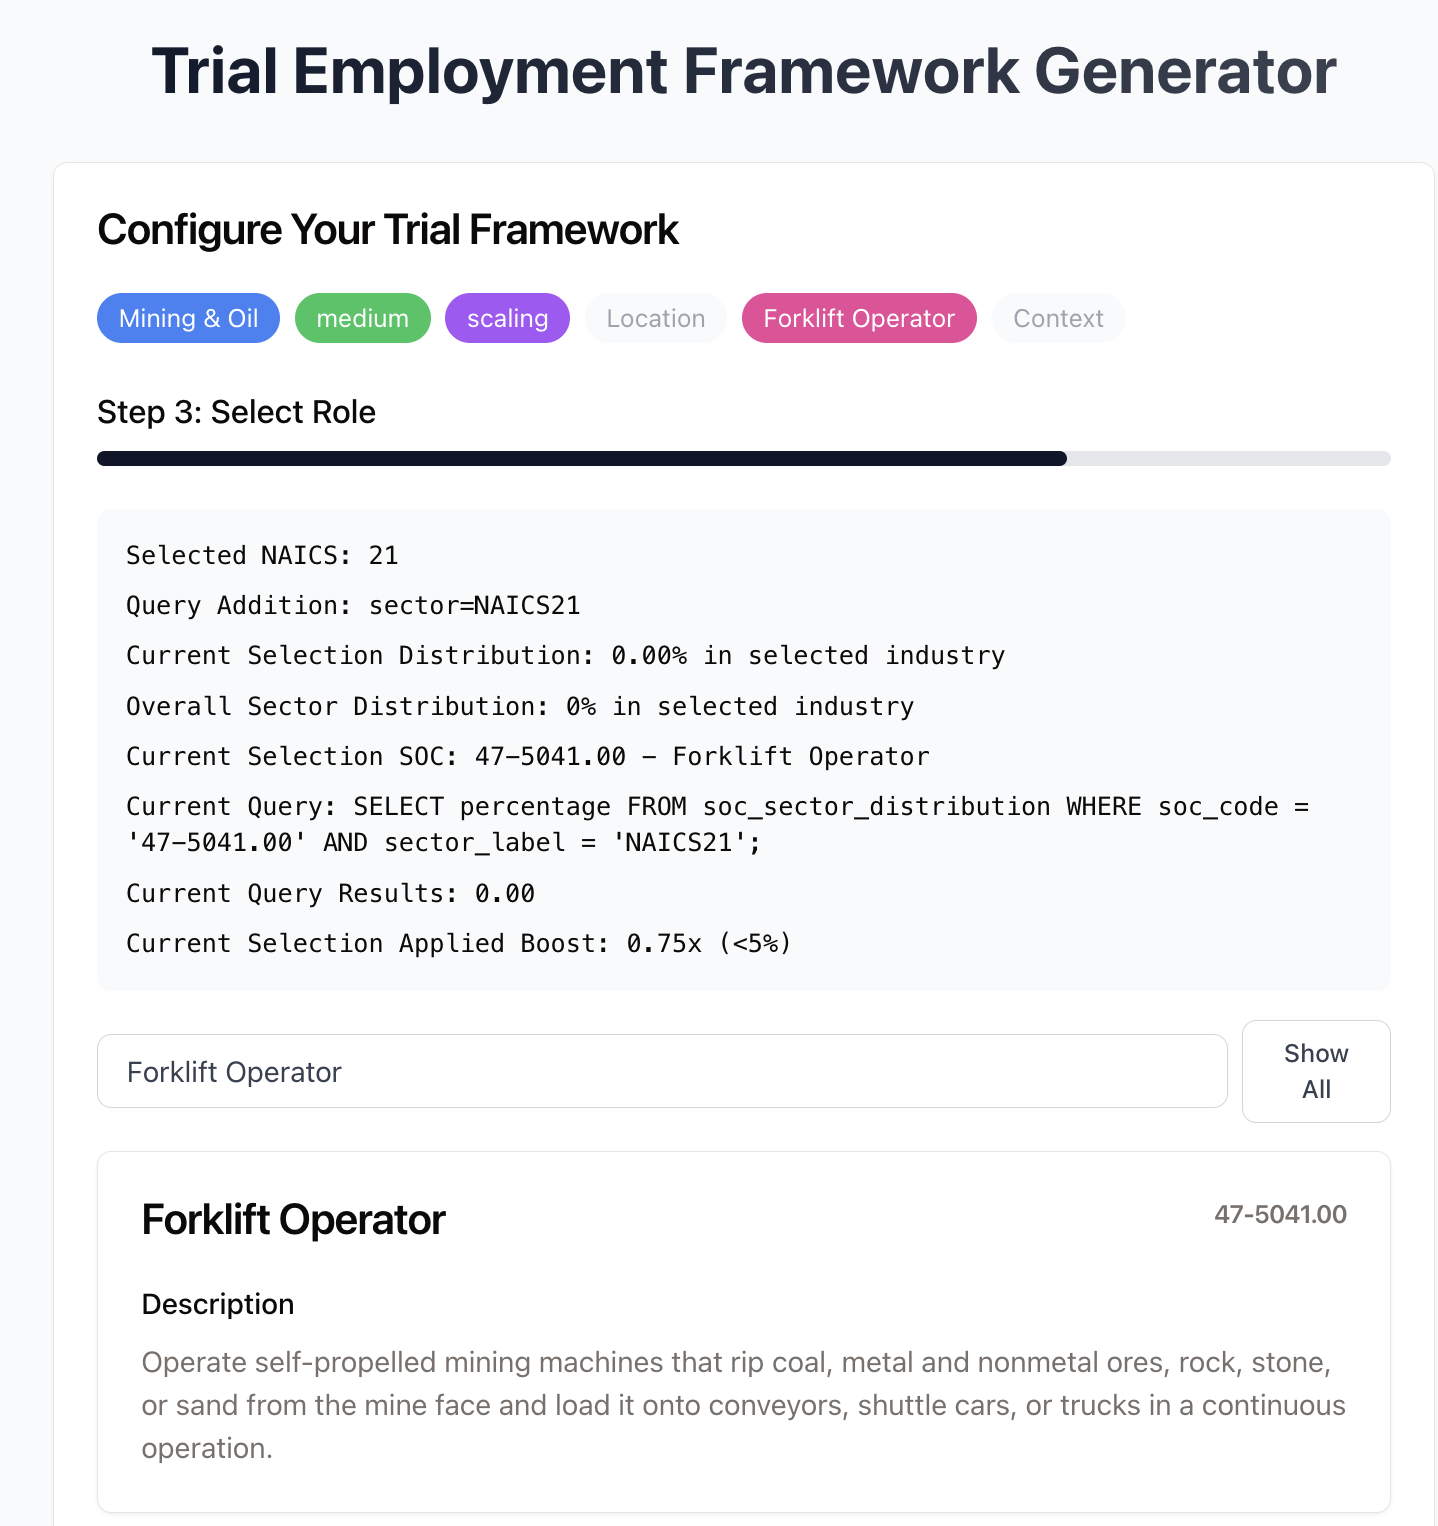 Trial Employment Framework Generator
Configure Your Trial Framework
Mining & Oil medium scaling Location Forklift Operator Context
Step 3: Select Role
Selected NAICS: 21
Query Addition: sector=NAICS21
Current Selection Distribution: 0.00% in selected industry
Overall Sector Distribution: 0% in selected industry
Current Selection SOC: 47-5041.00 - Forklift Operator
Current Query: SELECT percentage FROM soc_sector_distribution WHERE soc_code =
'47-5041.00' AND sector_label = 'NAICS21';
Current Query Results: 0.00
Current Selection Applied Boost: 0.75x (<5%)
Forklift Operator
Show
All
Forklift Operator 47-5041.00
Description
Operate self-propelled mining machines that rip coal, metal and nonmetal ores, rock, stone,
or sand from the mine face and load it onto conveyors, shuttle cars, or trucks in a continuous
operation.